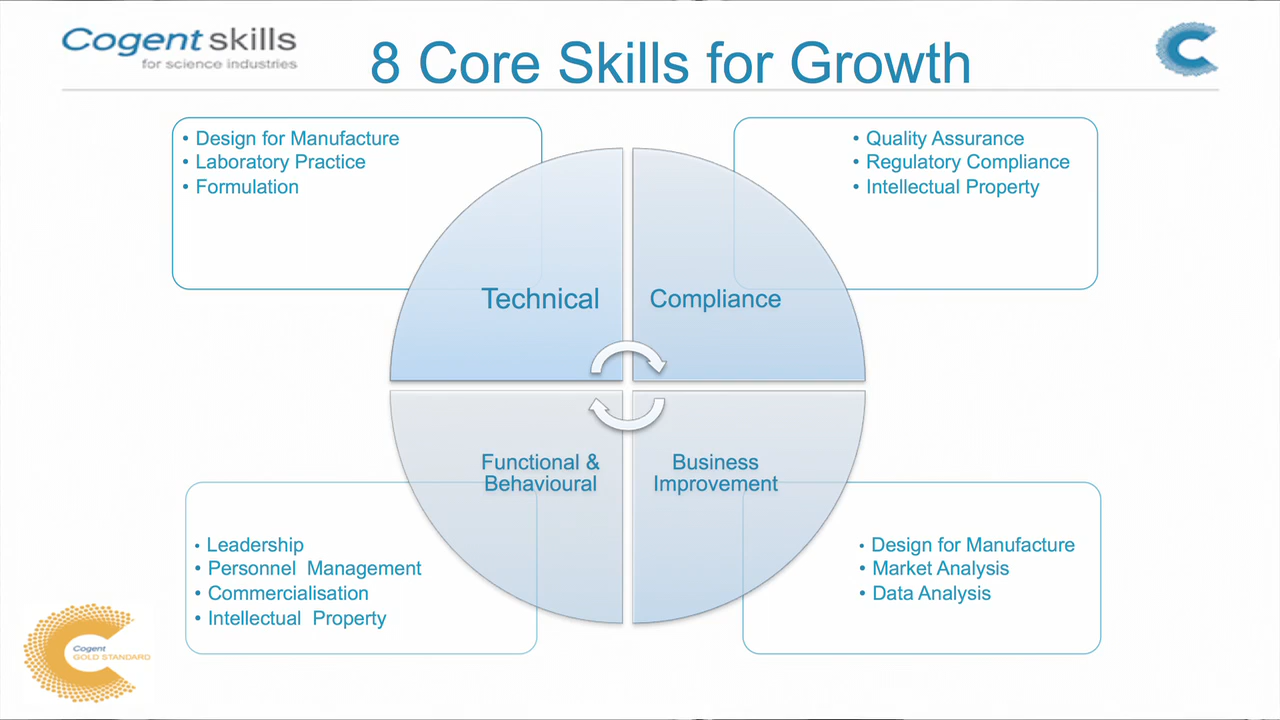 Cogent skills
for science industries
8 Core Skills for Growth
• Design for Manufacture
• Laboratory Practice
• Formulation
• Quality Assurance
• Regulatory Compliance
• Intellectual Property
Technical
Compliance
Functional &
Behavioural
Business
Improvement
• Leadership
• Personnel Management
• Commercialisation
• Intellectual Property
• Design for Manufacture
• Market Analysis
• Data Analysis
Cogent
GOLD STANDARD